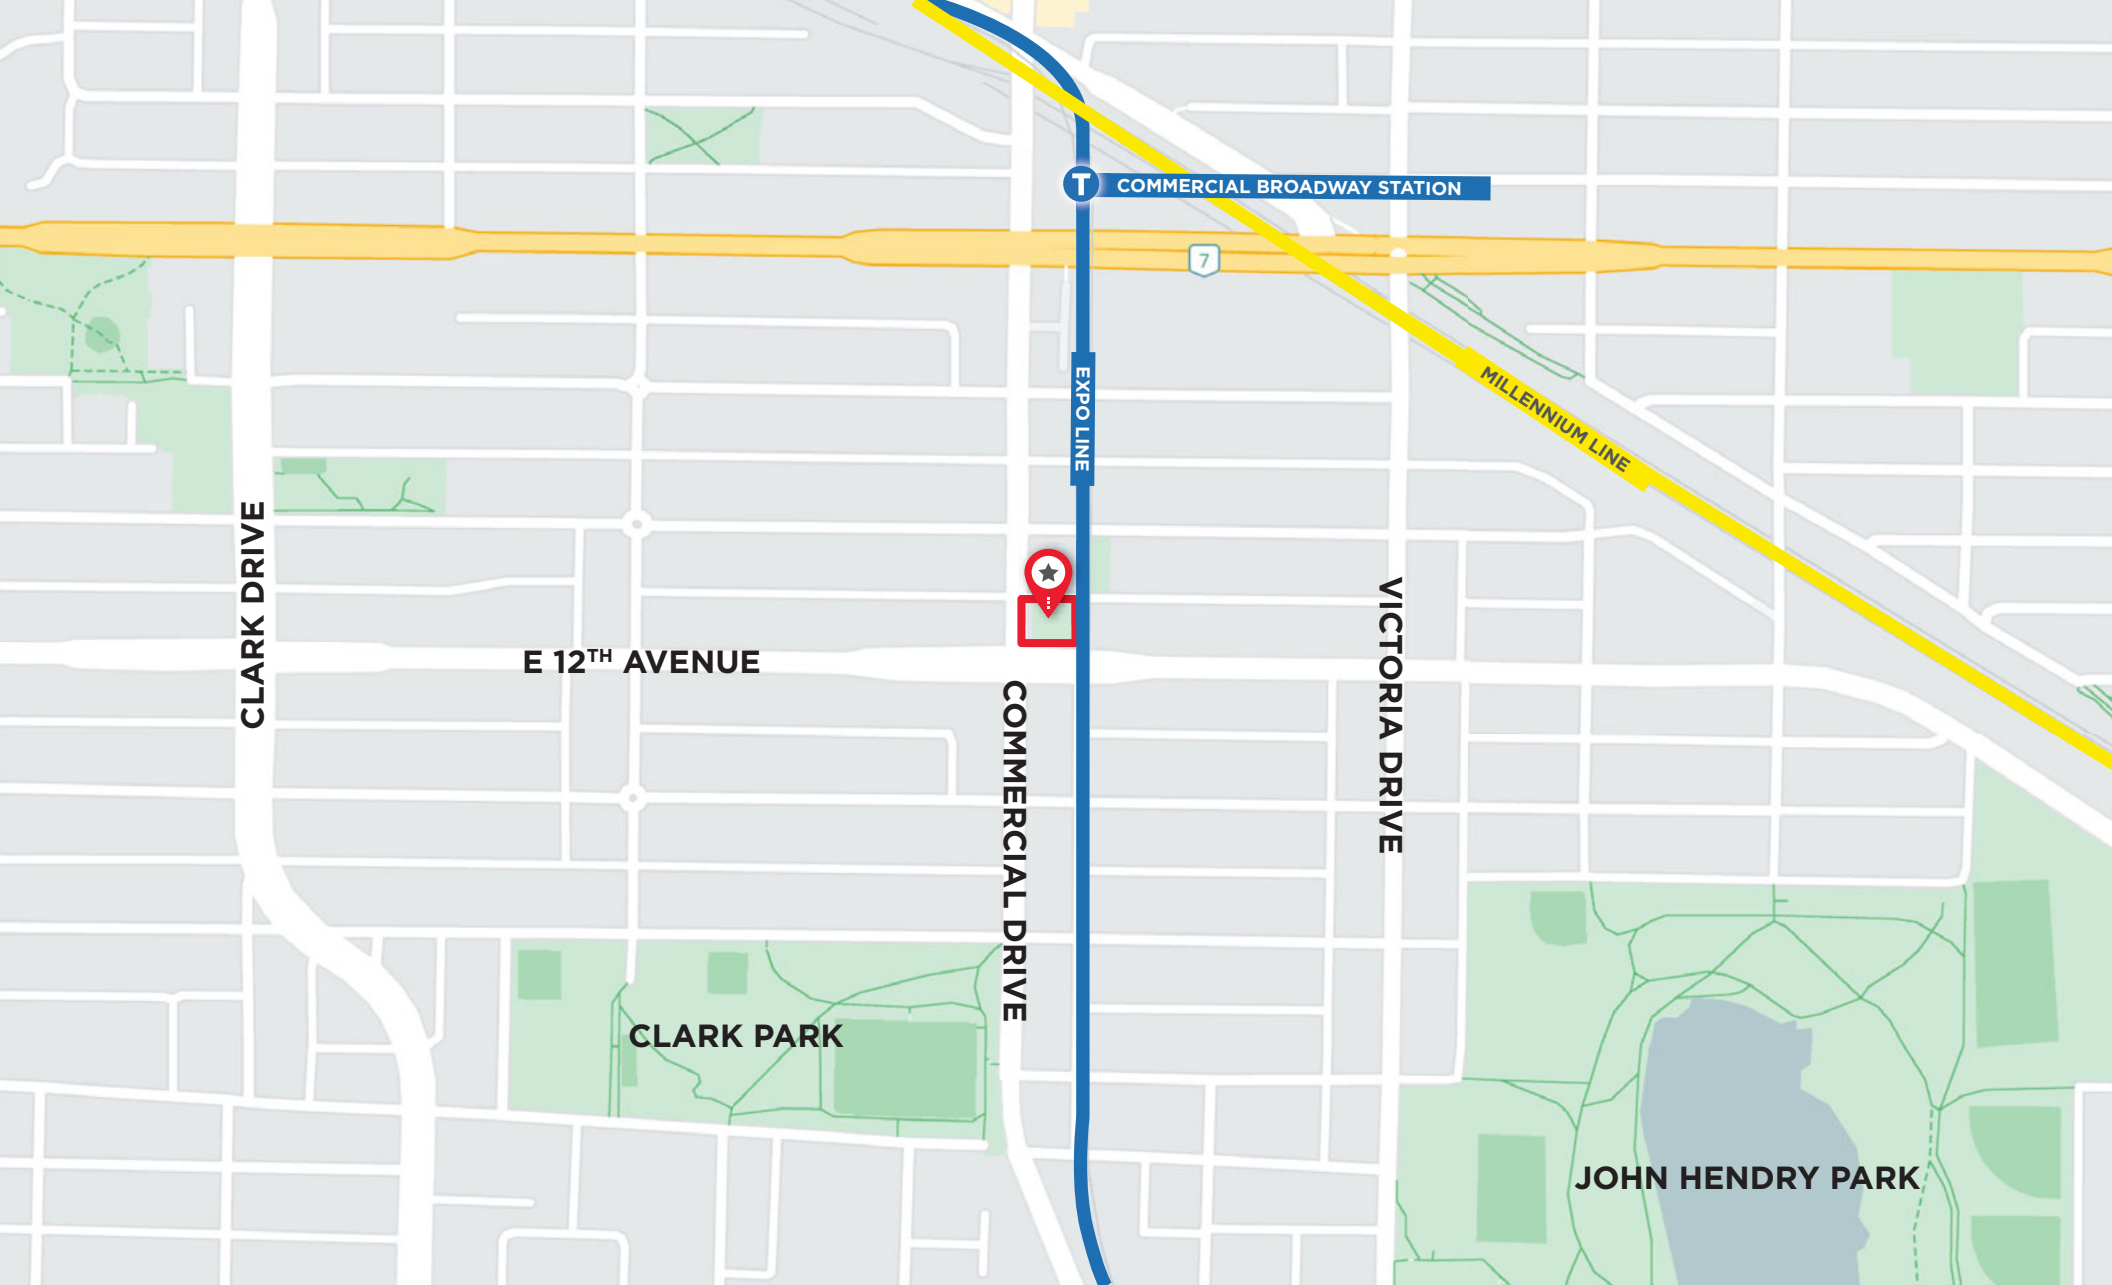 T
COMMERCIAL BROADWAY STATION
7
EXPO LINE
MILLENNIUM LINE
CLARK DRIVE
E 12TH AVENUE
VICTORIA DRIVE
COMMERCIAL DRIVE
CLARK PARK
JOHN HENDRY PARK